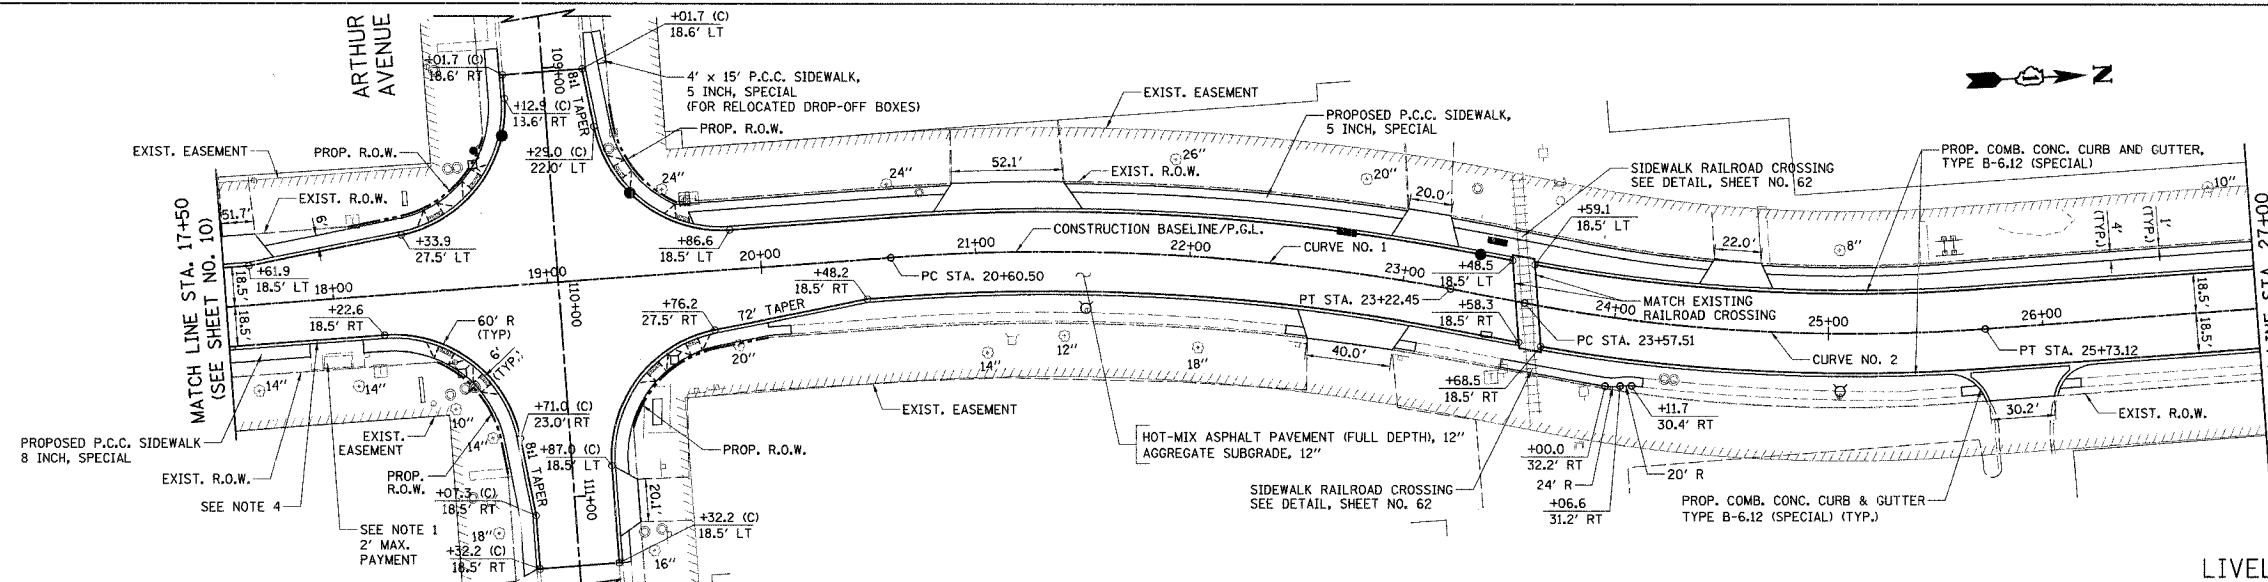 ARTHUR
AVENUE
+01.7 (C)
18.6' RT
109+00
8:1 TAPER
+01.7 (C)
18.6' LT
4' x 15' P.C.C. SIDEWALK,
5 INCH, SPECIAL
(FOR RELOCATED DROP-OFF BOXES)
+12.9 (C)
13.6' RT
PROP. R.O.W.
+29.0 (C)
22.0' LT
EXIST. EASEMENT
PROP. R.O.W.
EXIST. EASEMENT
PROPOSED P.C.C. SIDEWALK,
5 INCH, SPECIAL
N
EXIST. R.O.W.
51.7'
6'
24"
24"
52.1'
26"
EXIST. R.O.W.
20"
20.0'
SIDEWALK RAILROAD CROSSING
SEE DETAIL, SHEET NO. 62
PROP. COMB. CONC. CURB AND GUTTER,
TYPE B-6.12 (SPECIAL)
10"
+59.1
18.5' LT
22.0'
8"
4'
(TYP.)
1"
(TYP.)
27+00
MATCH LINE STA. 17+50
(SEE SHEET NO. 10)
+33.9
27.5' LT
+61.9
18.5' LT
18.5'
18.5'
18+00
+22.6
18.5' RT
19+00
110+00
+86.6
18.5' LT
20+00
CONSTRUCTION BASELINE/P.G.L.
21+00
22+00
CURVE NO. 1
PC STA. 20+60.50
+48.2
18.5' RT
72' TAPER
+76.2
27.5' RT
23+00
+48.5
18.5' LT
PT STA. 23+22.45
+58.3
18.5' RT
MATCH EXISTING
RAILROAD CROSSING
24+00
PC STA. 23+57.51
25+00
CURVE NO. 2
26+00
PT STA. 25+73.12
18.5'
18.5'
60' R
(TYP)
6'
(TYP.)
14"
14"
10"
14"
20"
14"
12"
18"
40.0'
+68.5
18.5' RT
+11.7
30.4' RT
30.2'
EXIST. R.O.W.
PROPOSED P.C.C. SIDEWALK
8 INCH, SPECIAL
EXIST. R.O.W.
SEE NOTE 4
SEE NOTE 1
2' MAX.
PAYMENT
EXIST.
EASEMENT
PROP.
R.O.W.
+71.0 (C)
23.0' RT
8:1 TAPER
+87.0 (C)
18.5' LT
+07.3 (C)
18.5' RT
111+00
20.1'
18"
+32.2 (C)
18.5' RT
+32.2 (C)
18.5' LT
16"
PROP. R.O.W.
EXIST. EASEMENT
HOT-MIX ASPHALT PAVEMENT (FULL DEPTH), 12"
AGGREGATE SUBGRADE, 12"
SIDEWALK RAILROAD CROSSING
SEE DETAIL, SHEET NO. 62
+00.0
32.2' RT
24' R
+06.6
31.2' RT
20' R
PROP. COMB. CONC. CURB & GUTTER
TYPE B-6.12 (SPECIAL) (TYP.)
LIVEL